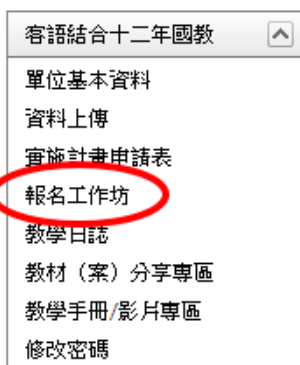 客語結合十二年國教
單位基本資料
資料上傳
實施計畫申請表
報名工作坊
教學日誌
教材（案）分享專區
教學手冊/影片專區
修改密碼